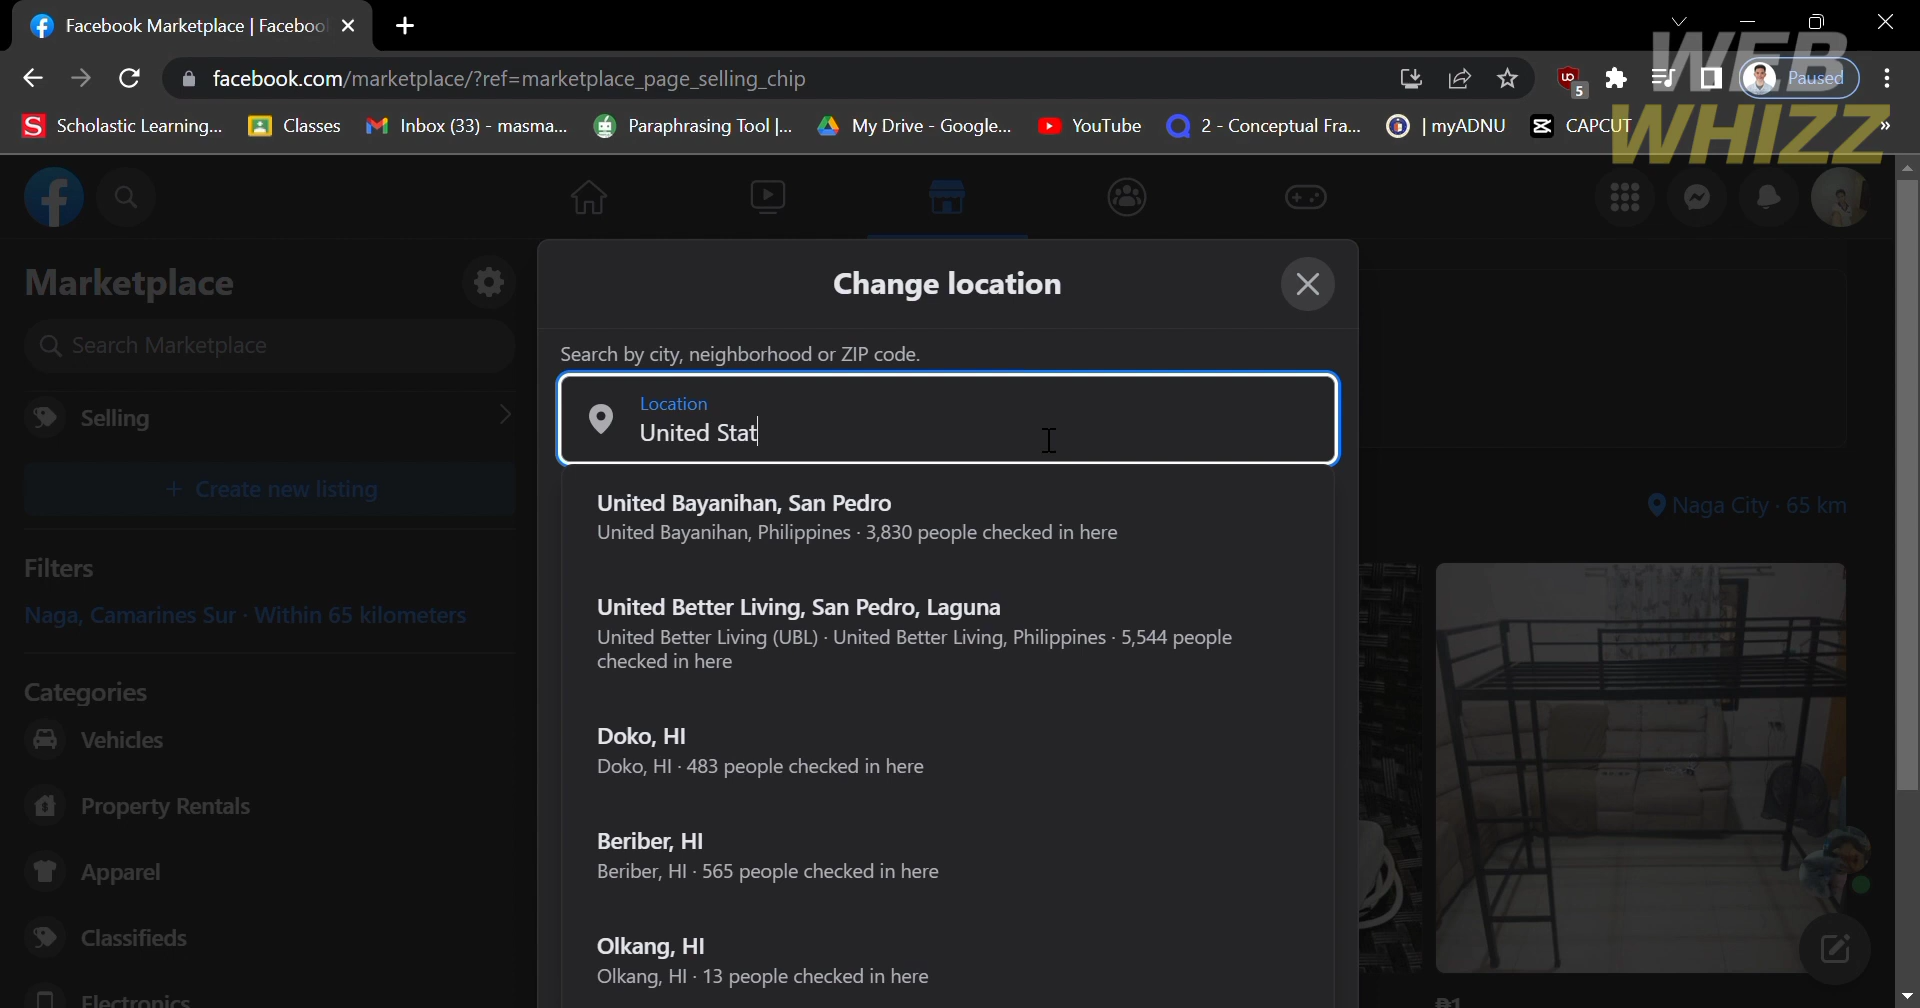 Facebook Marketplace | Faceboo
facebook.com/marketplace/?ref=marketplace_page_selling_chip
5
Paused
WEB
WHIZZ
Scholastic Learning...
Classes
Inbox (33) - masma...
Paraphrasing Tool |...
My Drive - Google...
YouTube
2 - Conceptual Fra...
| myADNU
CAPCUT
»
Marketplace
Search Marketplace
Selling
+ Create new listing
Filters
Naga, Camarines Sur · Within 65 kilometers
Categories
Vehicles
Property Rentals
Apparel
Classifieds
Electronics
Change location
Search by city, neighborhood or ZIP code.
Location
United Stat
United Bayanihan, San Pedro
United Bayanihan, Philippines · 3,830 people checked in here
United Better Living, San Pedro, Laguna
United Better Living (UBL) · United Better Living, Philippines · 5,544 people
checked in here
Doko, HI
Doko, HI · 483 people checked in here
Beriber, HI
Beriber, HI · 565 people checked in here
Olkang, HI
Olkang, HI · 13 people checked in here
Naga City · 65 km
₱1